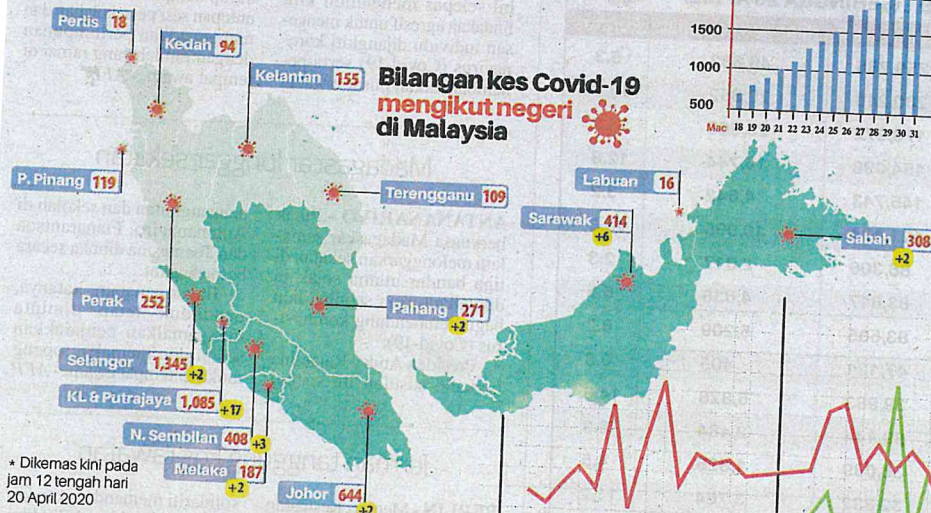 Bilangan kes Covid-19
mengikut negeri
di Malaysia
Perlis 18
Kedah 94
Kelantan 155
P. Pinang 119
Terengganu 109
Perak 252
Pahang 271
+2
Selangor 1,345
+2
KL & Putrajaya 1,085
+17
N. Sembilan 408
+3
Melaka 187
+2
Johor 644
+2
Labuan 16
Sarawak 414
+6
Sabah 308
+2
1500
1000
500
Mac 18 19 20 21 22 23 24 25 26 27 28 29 30 31
* Dikemas kini pada
jam 12 tengah hari
20 April 2020